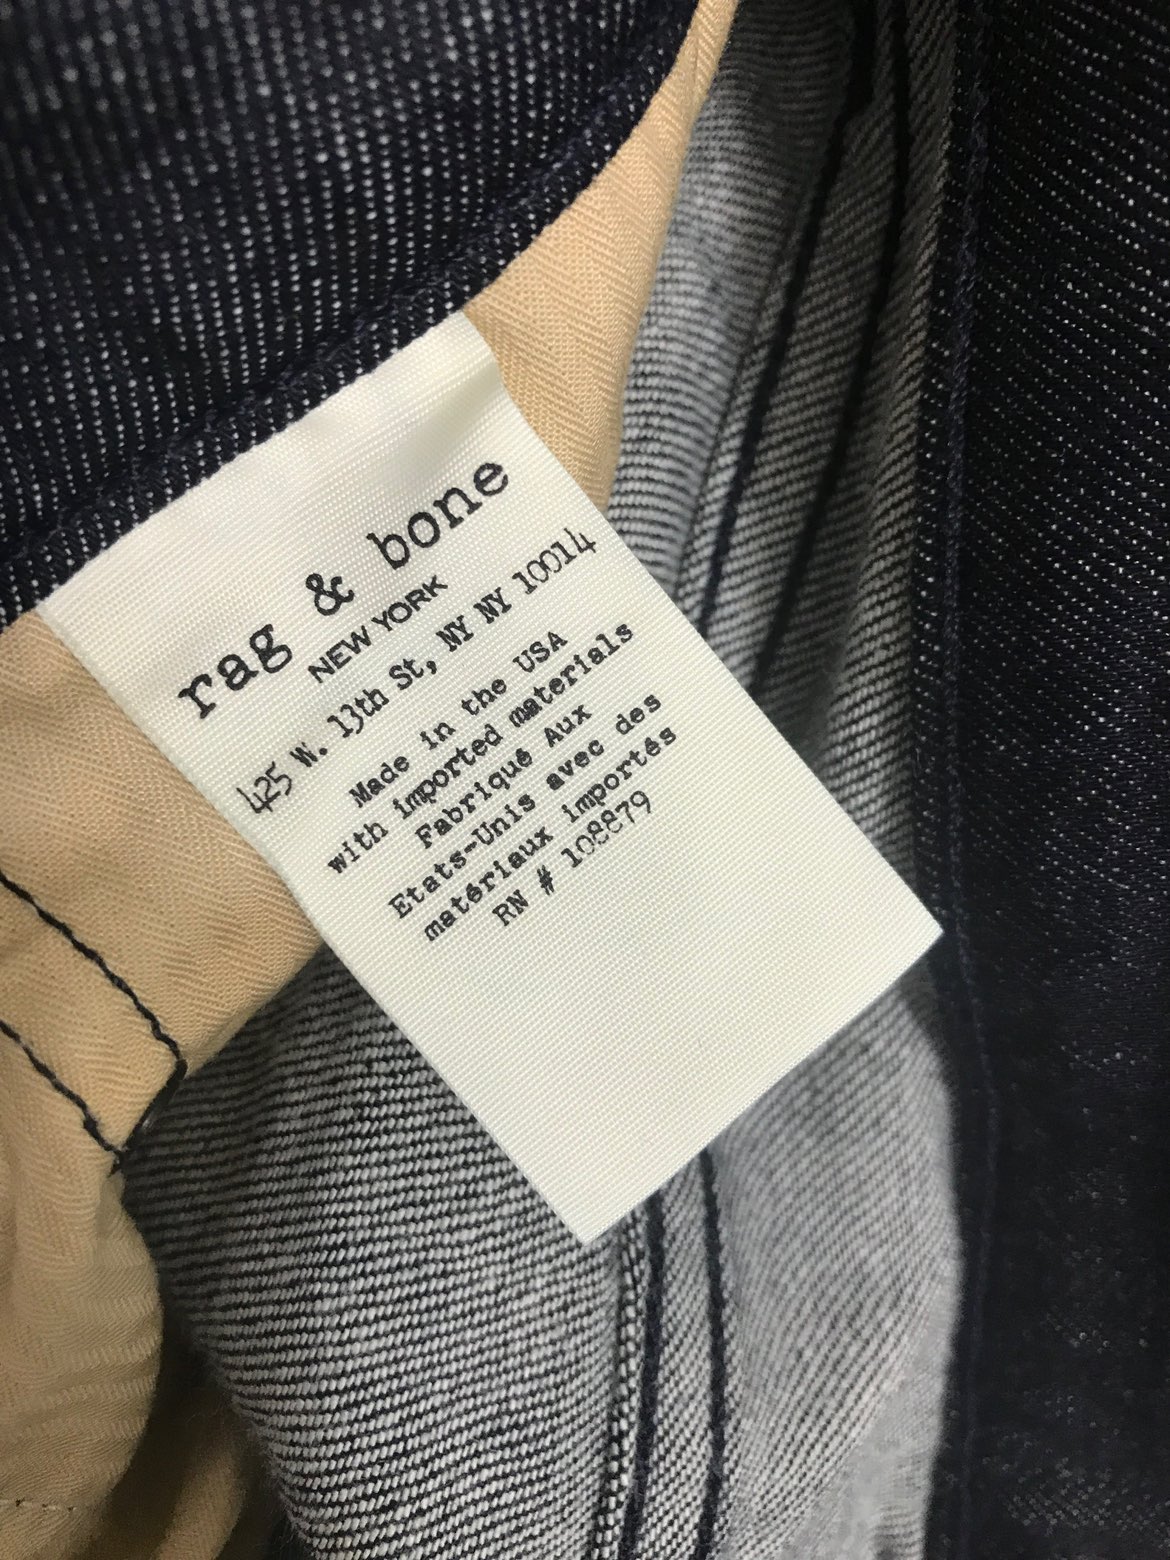 rag & bone
NEW YORK
425 W. 13th St, NY NY 10014
Made in the USA
with imported materials
Fabriqué Aux
Etats-Unis avec des
matériaux importés
RN # 108879